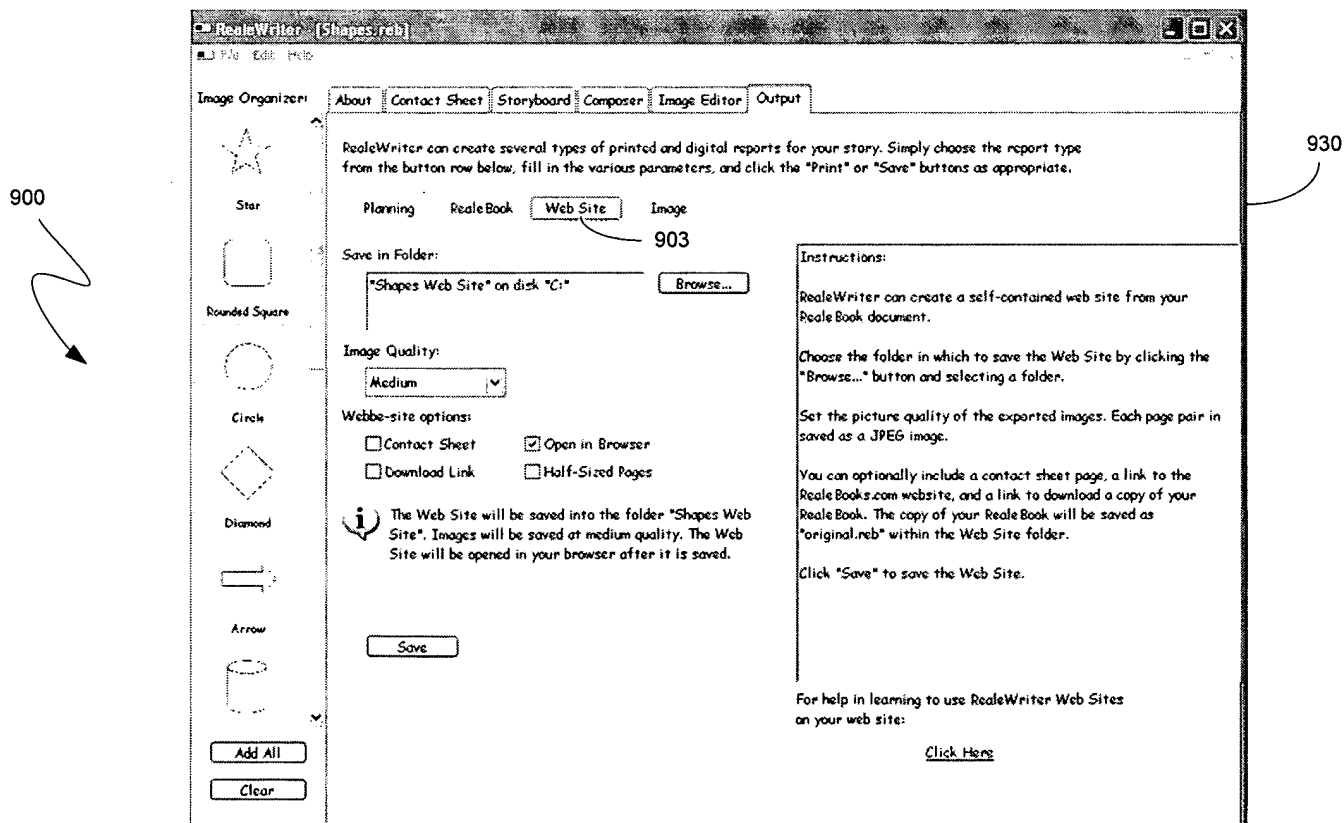 RealeWriter - [Shapes.reb]
File Edit Help
Image Organizer:
About Contact Sheet Storyboard Composer Image Editor Output
RealeWriter can create several types of printed and digital reports for your story. Simply choose the report type
from the button row below, fill in the various parameters, and click the "Print" or "Save" buttons as appropriate.
930
900
Star
Planning RealeBook Web Site Image
903
Save in Folder:
"Shapes Web Site" on disk "C:"
Browse...
Rounded Square
Image Quality:
Medium
Circle
Webbe-site options:
Contact Sheet Open in Browser
Download Link Half-Sized Pages
Diamond
The Web Site will be saved into the folder "Shapes Web
Site". Images will be saved at medium quality. The Web
Site will be opened in your browser after it is saved.
Arrow
Save
Add All
Clear
Instructions:
RealeWriter can create a self-contained web site from your
RealeBook document.
Choose the folder in which to save the Web Site by clicking the
"Browse..." button and selecting a folder.
Set the picture quality of the exported images. Each page pair in
saved as a JPEG image.
You can optionally include a contact sheet page, a link to the
RealeBooks.com website, and a link to download a copy of your
RealeBook. The copy of your RealeBook will be saved as
"original.reb" within the Web Site folder.
Click "Save" to save the Web Site.
For help in learning to use RealeWriter Web Sites
on your web site:
Click Here